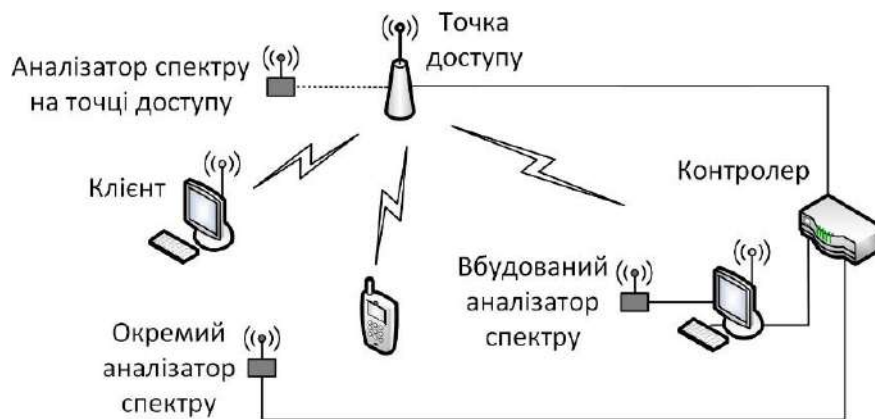 Точка
доступу
Аналізатор спектру
на точці доступу
Клієнт
Контролер
Вбудований
аналізатор
спектру
Окремий
аналізатор
спектру